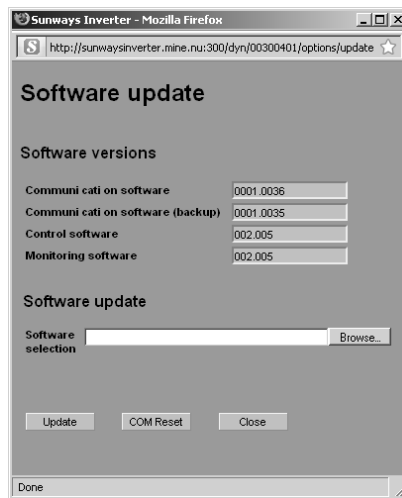 Sunways Inverter - Mozilla Firefox
S http://sunwaysinverter.mine.nu:300/dyn/00300401/options/update
Software update
Software versions
Communi cati on software 0001.0036
Communi cati on software (backup) 0001.0035
Control software 002.005
Monitoring software 002.005
Software update
Software selection Browse...
Update COM Reset Close
Done